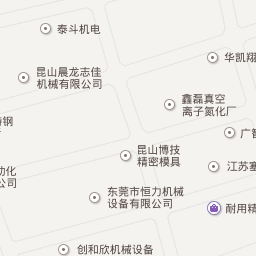 泰斗机电
华凯翔
昆山晨龙志佳
机械有限公司
鑫磊真空
离子氮化厂
钢
广智
昆山博技
精密模具
江苏塞
动化
公司
东莞市恒力机械
设备有限公司
耐用精
创和欣机械设备